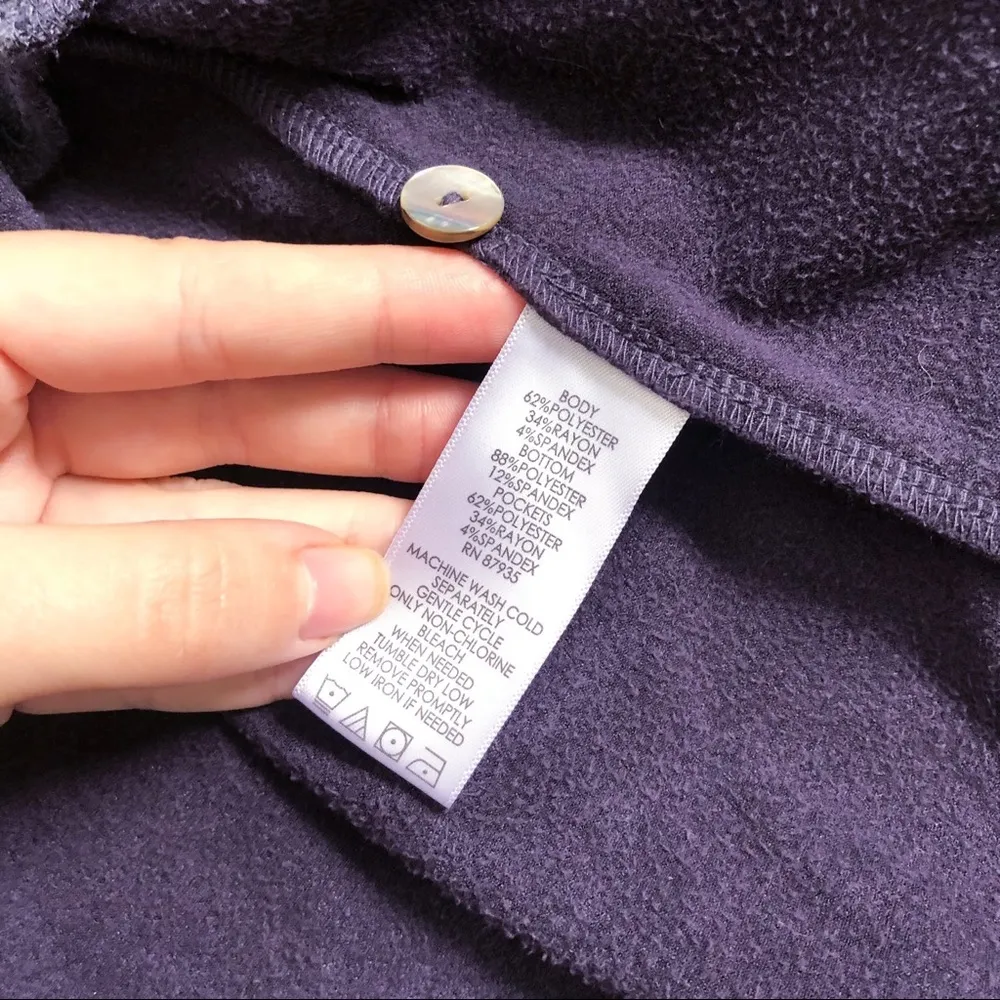 BODY
62%POLYESTER
34%RAYON
4%SPANDEX
BOTTOM
88%POLYESTER
12%SPANDEX
POCKETS
62%POLYESTER
34%RAYON
4%SPANDEX
RN 87935
MACHINE WASH COLD
SEPARATELY
GENTLE CYCLE
ONLY NON-CHLORINE
BLEACH
WHEN NEEDED
TUMBLE DRY LOW
REMOVE PROMPTLY
LOW IRON IF NEEDED